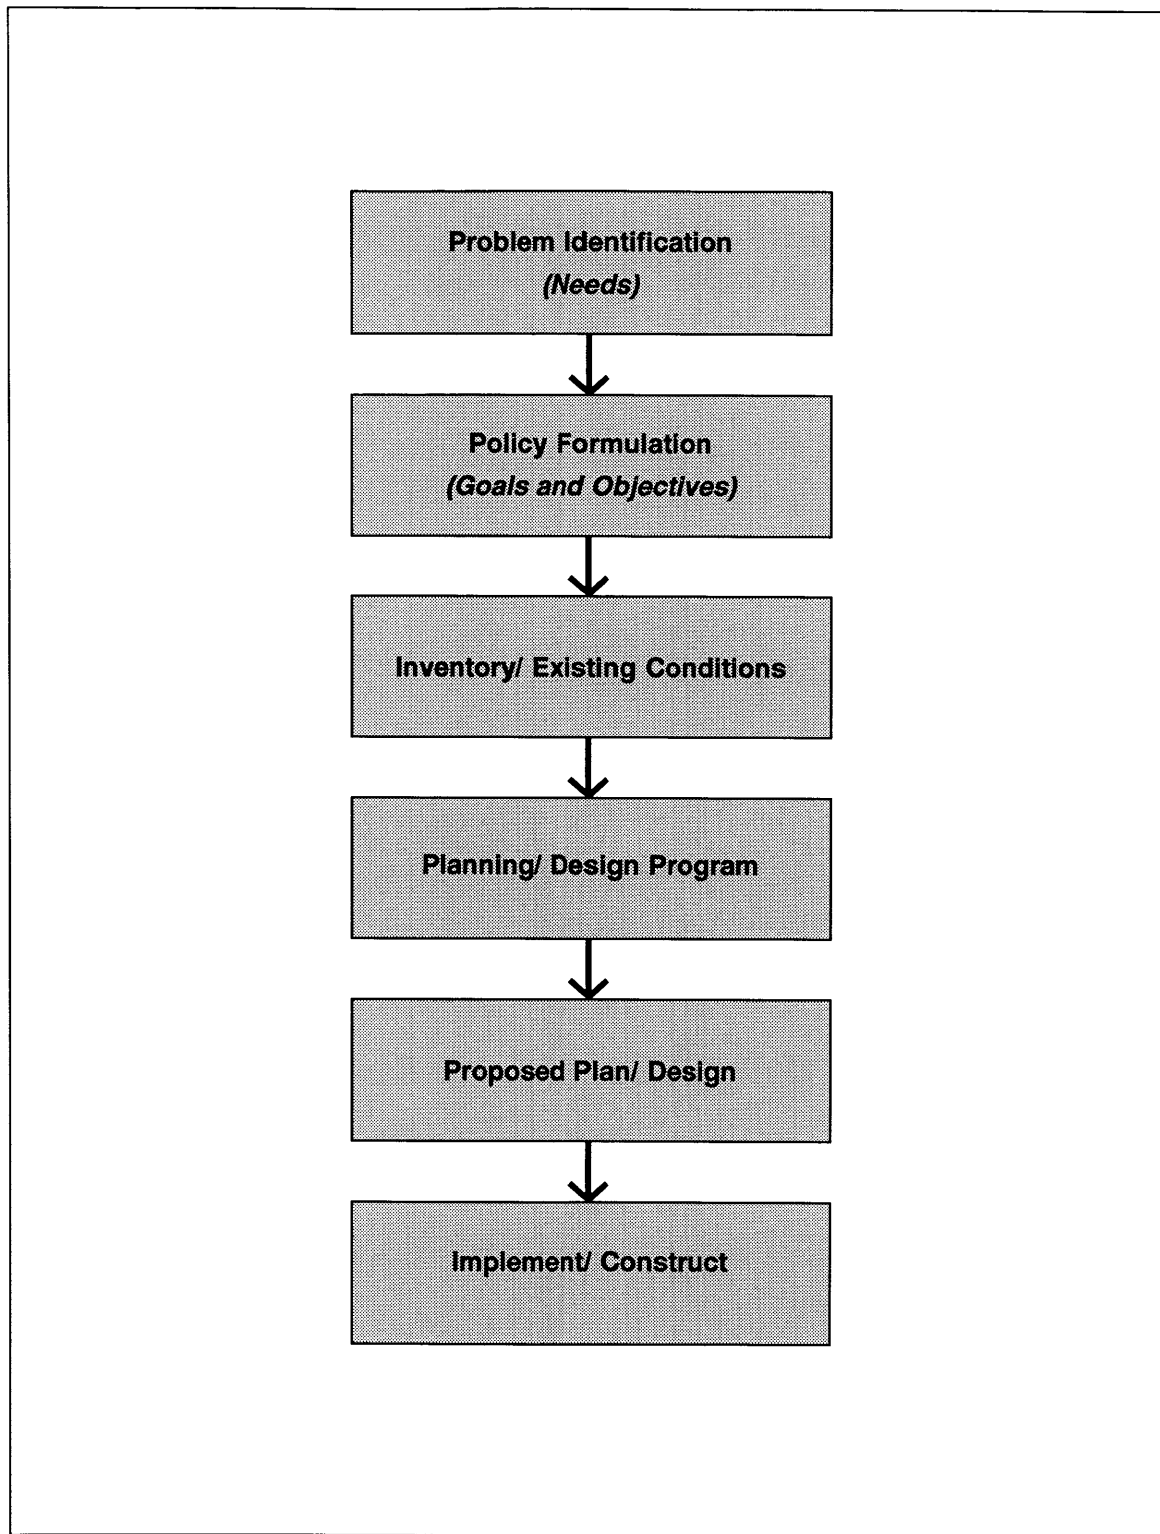 Problem Identification
(Needs)
Policy Formulation
(Goals and Objectives)
Inventory/ Existing Conditions
Planning/ Design Program
Proposed Plan/ Design
Implement/ Construct